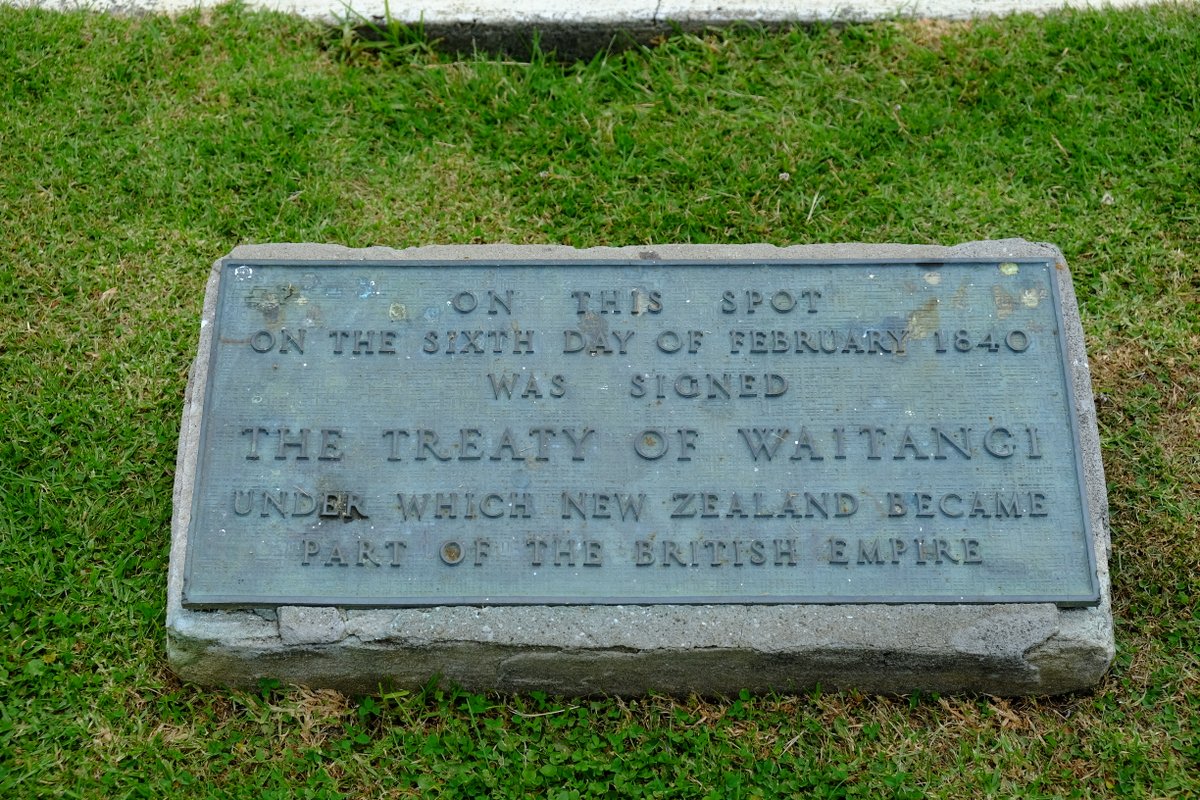 ON THIS SPOT
ON THE SIXTH DAY OF FEBRUARY 1840
WAS SIGNED
THE TREATY OF WAITANGI
UNDER WHICH NEW ZEALAND BECAME
PART OF THE BRITISH EMPIRE